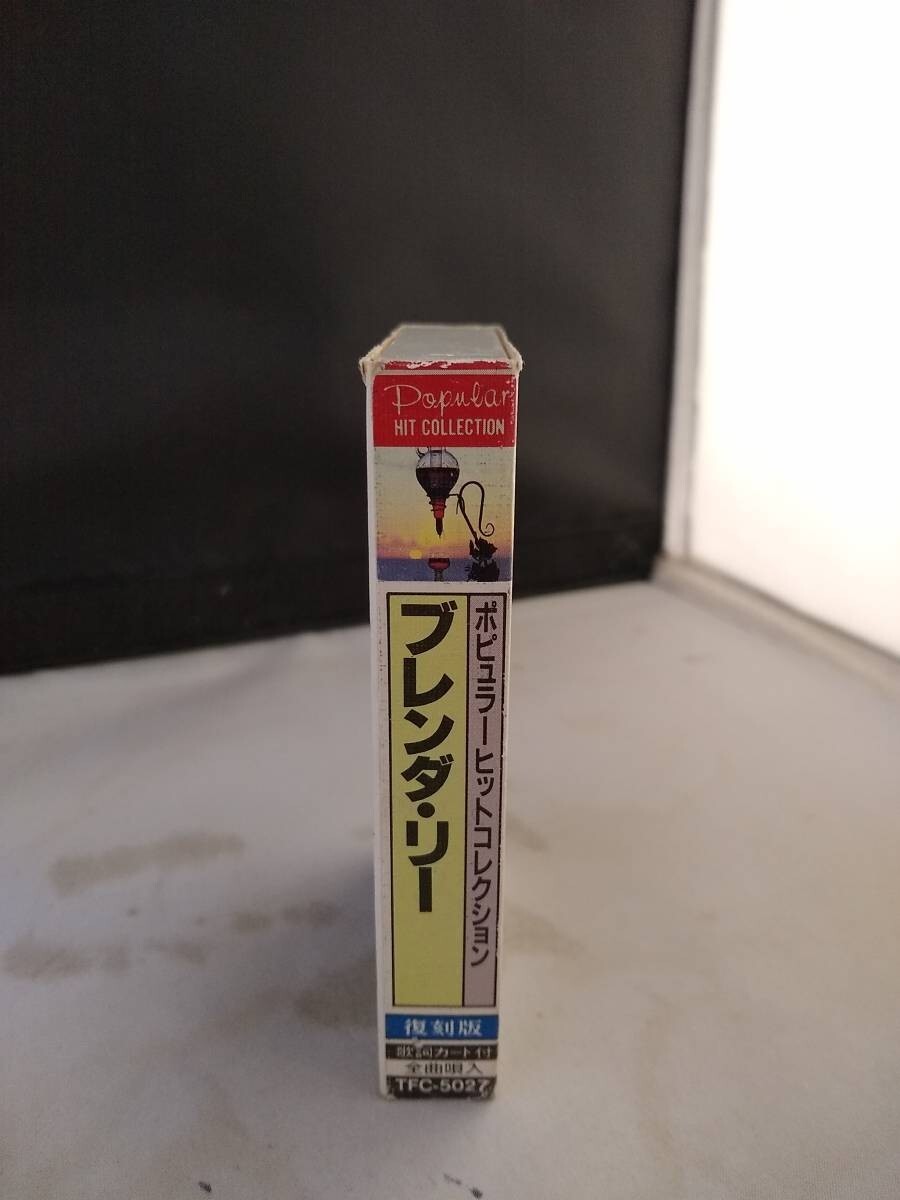 Popular
HIT COLLECTION
ポピュラーヒットコレクション
ブレンダ・リー
復刻版
歌詞カード付
全曲唄入
TFC-5027